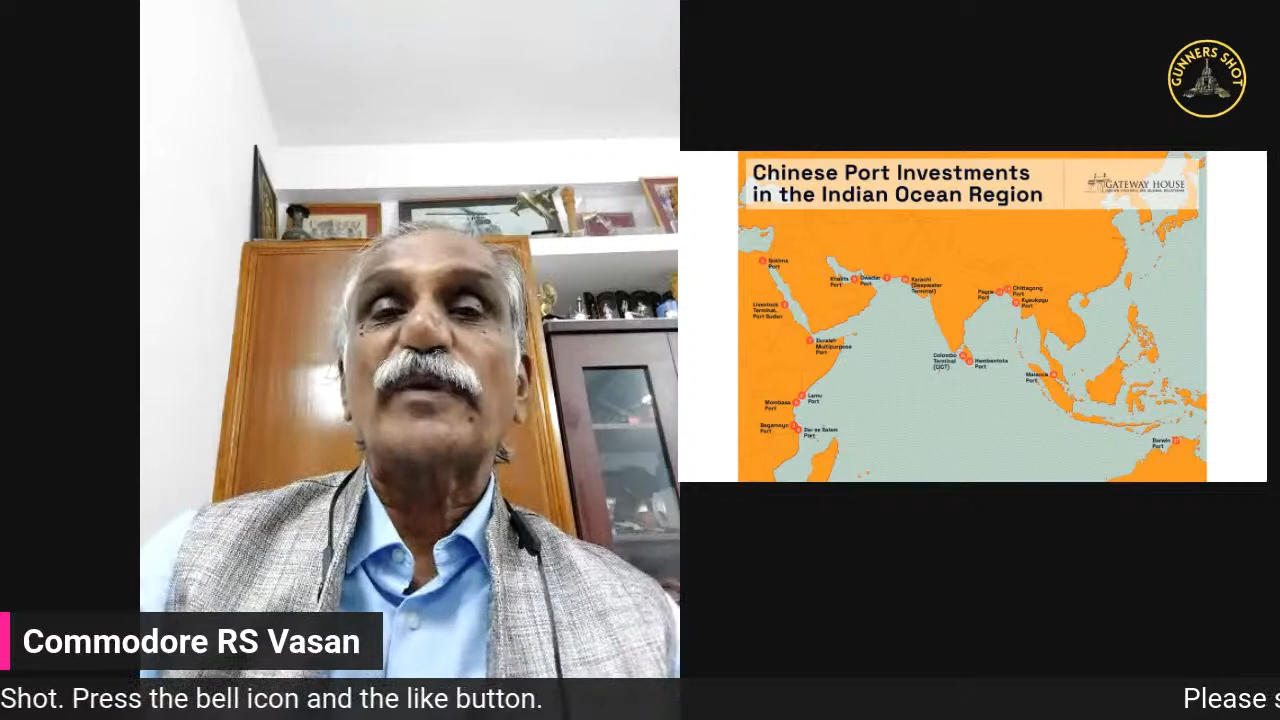 GUNNERS SHOT
Chinese Port Investments
in the Indian Ocean Region
GATEWAY HOUSE
Sokhna
Port
Khalifa
Port
Gwadar
Port
Karachi
(Deepwater
Terminal)
Payra
Port
Chittagong
Port
Kyaukpyu
Port
Livestock
Terminal,
Port Sudan
Doraleh
Multipurpose
Port
Colombo
Terminal
(CICT)
Hambantota
Port
Malacca
Port
Lamu
Port
Mombasa
Port
Bagamoyo
Port
Dar es Salam
Port
Darwin
Port
Commodore RS Vasan
Shot. Press the bell icon and the like button.
Please s